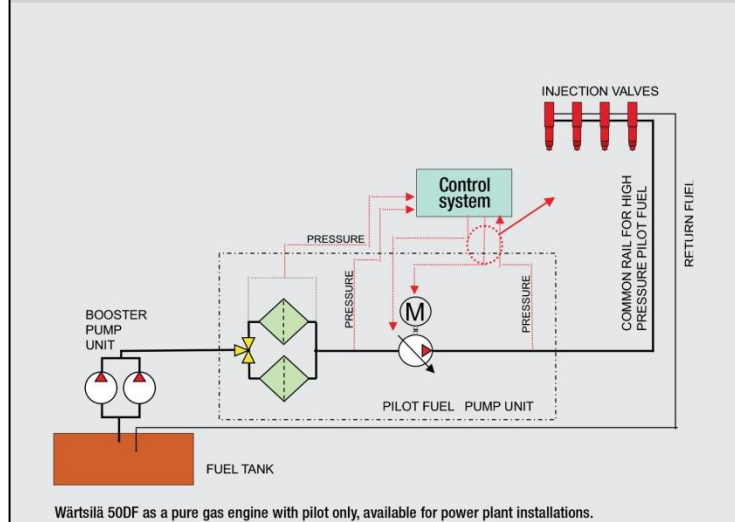 INJECTION VALVES
Control
system
PRESSURE
PRESSURE
PRESSURE
COMMON RAIL FOR HIGH
PRESSURE PILOT FUEL
RETURN FUEL
BOOSTER
PUMP
UNIT
M
PILOT FUEL PUMP UNIT
FUEL TANK
Wärtsilä 50DF as a pure gas engine with pilot only, available for power plant installations.